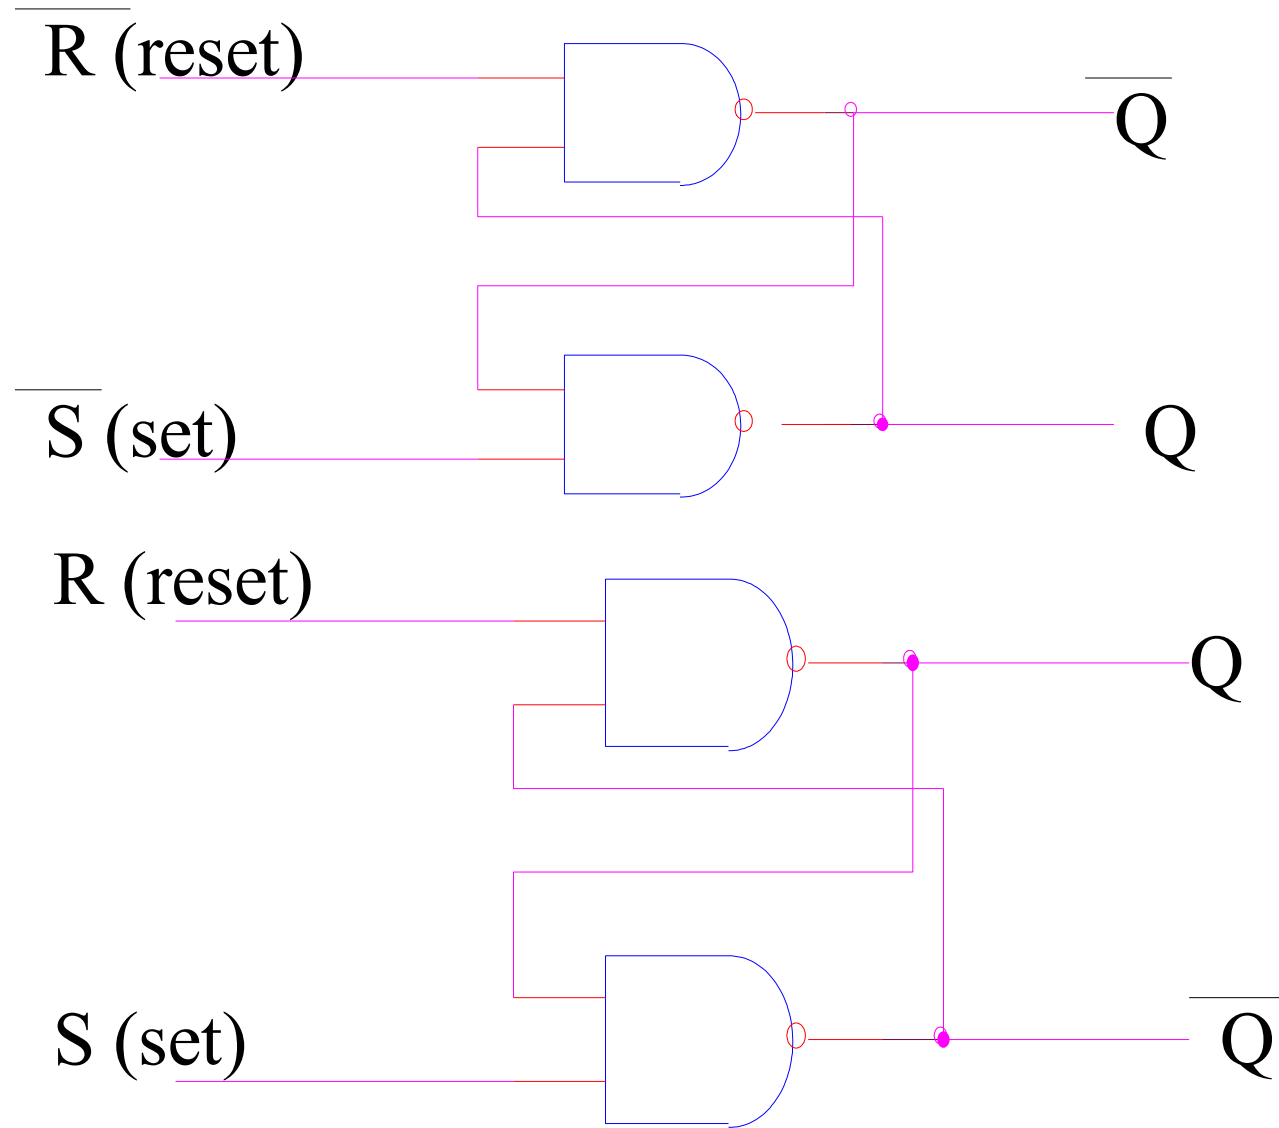 R̅ (reset)
Q̅
S̅ (set)
Q
R (reset)
Q
S (set)
Q̅